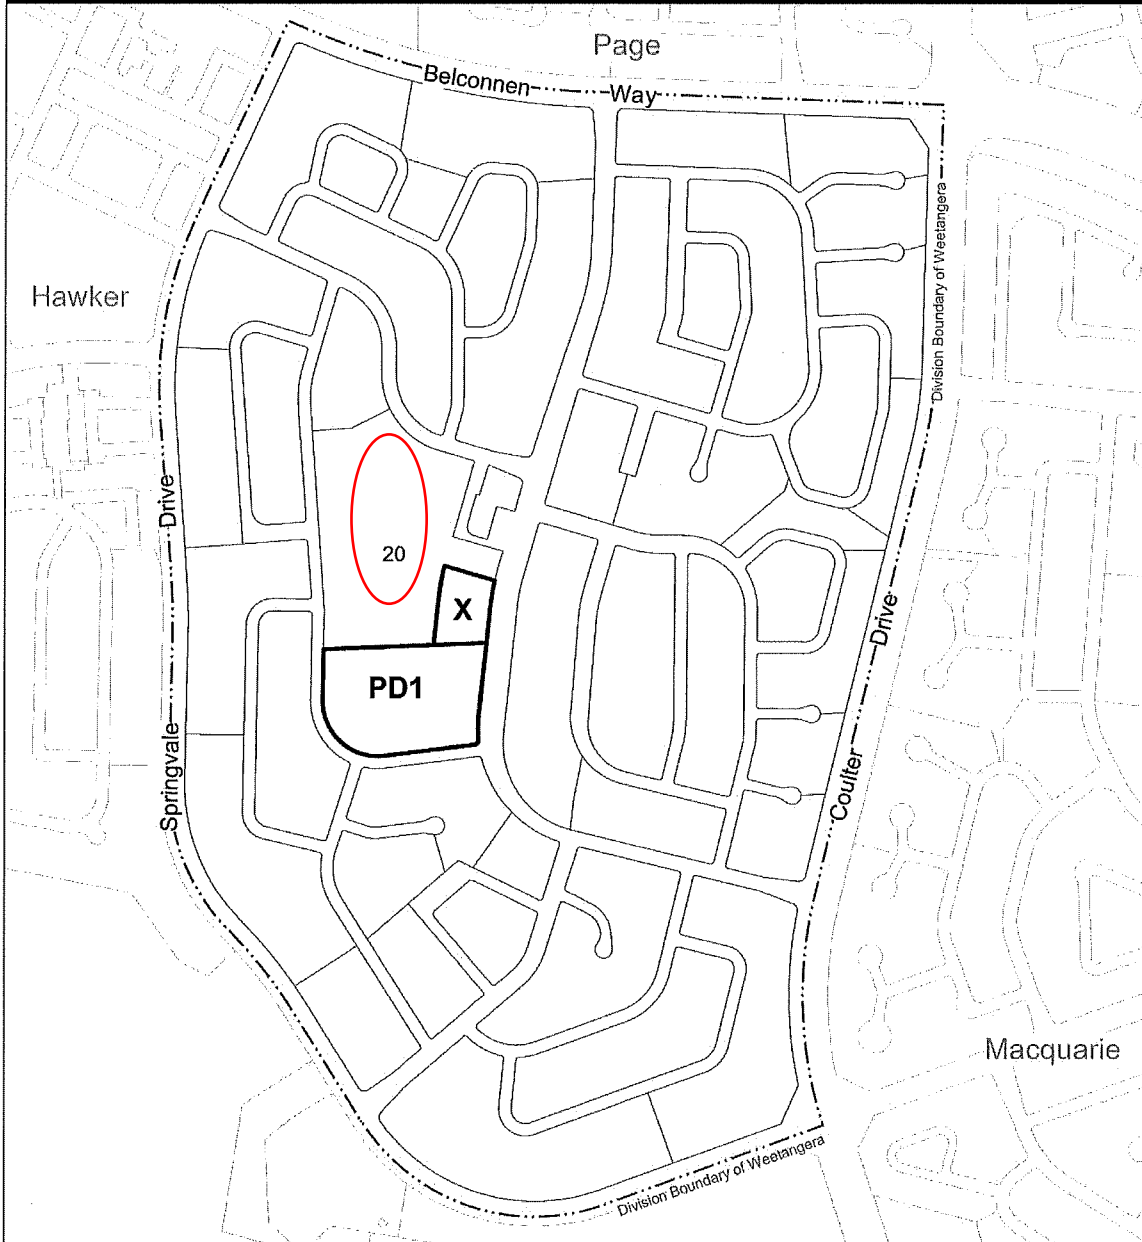 Page
Belconnen Way
Division Boundary of Weetangera
Hawker
Springvale Drive
20
X
PD1
Coulter Drive
Macquarie
Division Boundary of Weetangera